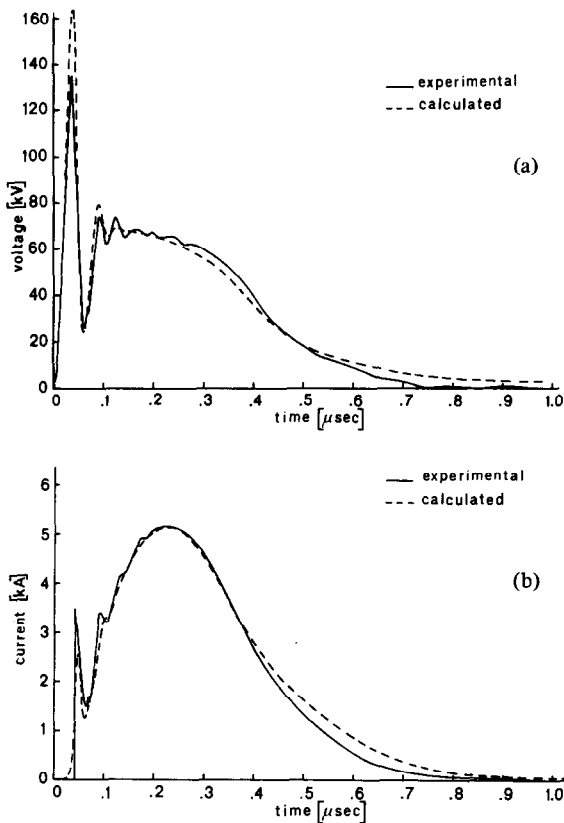 160
140
120
100
80
60
40
20
0
voltage [kV]
experimental
calculated
(a)
0 .1 .2 .3 .4 .5 .6 .7 .8 .9 1.0
time [μsec]
6
5
4
3
2
1
0
current [kA]
experimental
calculated
(b)
0 .1 .2 .3 .4 .5 .6 .7 .8 .9 1.0
time [μsec]